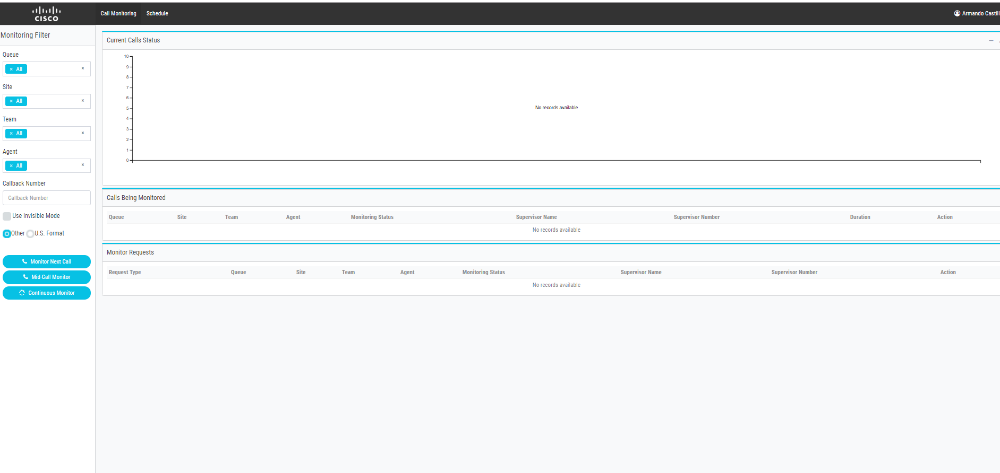 CISCO
Call Monitoring Schedule
Armando Castill
Monitoring Filter
Queue
× All ×
Site
× All ×
Team
× All ×
Agent
× All ×
Callback Number
Callback Number
Use Invisible Mode
Other U.S. Format
Monitor Next Call
Mid-Call Monitor
Continuous Monitor
Current Calls Status
10
9
8
7
6
5
4
3
2
1
0
No records available
Calls Being Monitored
Queue Site Team Agent Monitoring Status Supervisor Name Supervisor Number Duration Action
No records available
Monitor Requests
Request Type Queue Site Team Agent Monitoring Status Supervisor Name Supervisor Number Action
No records available